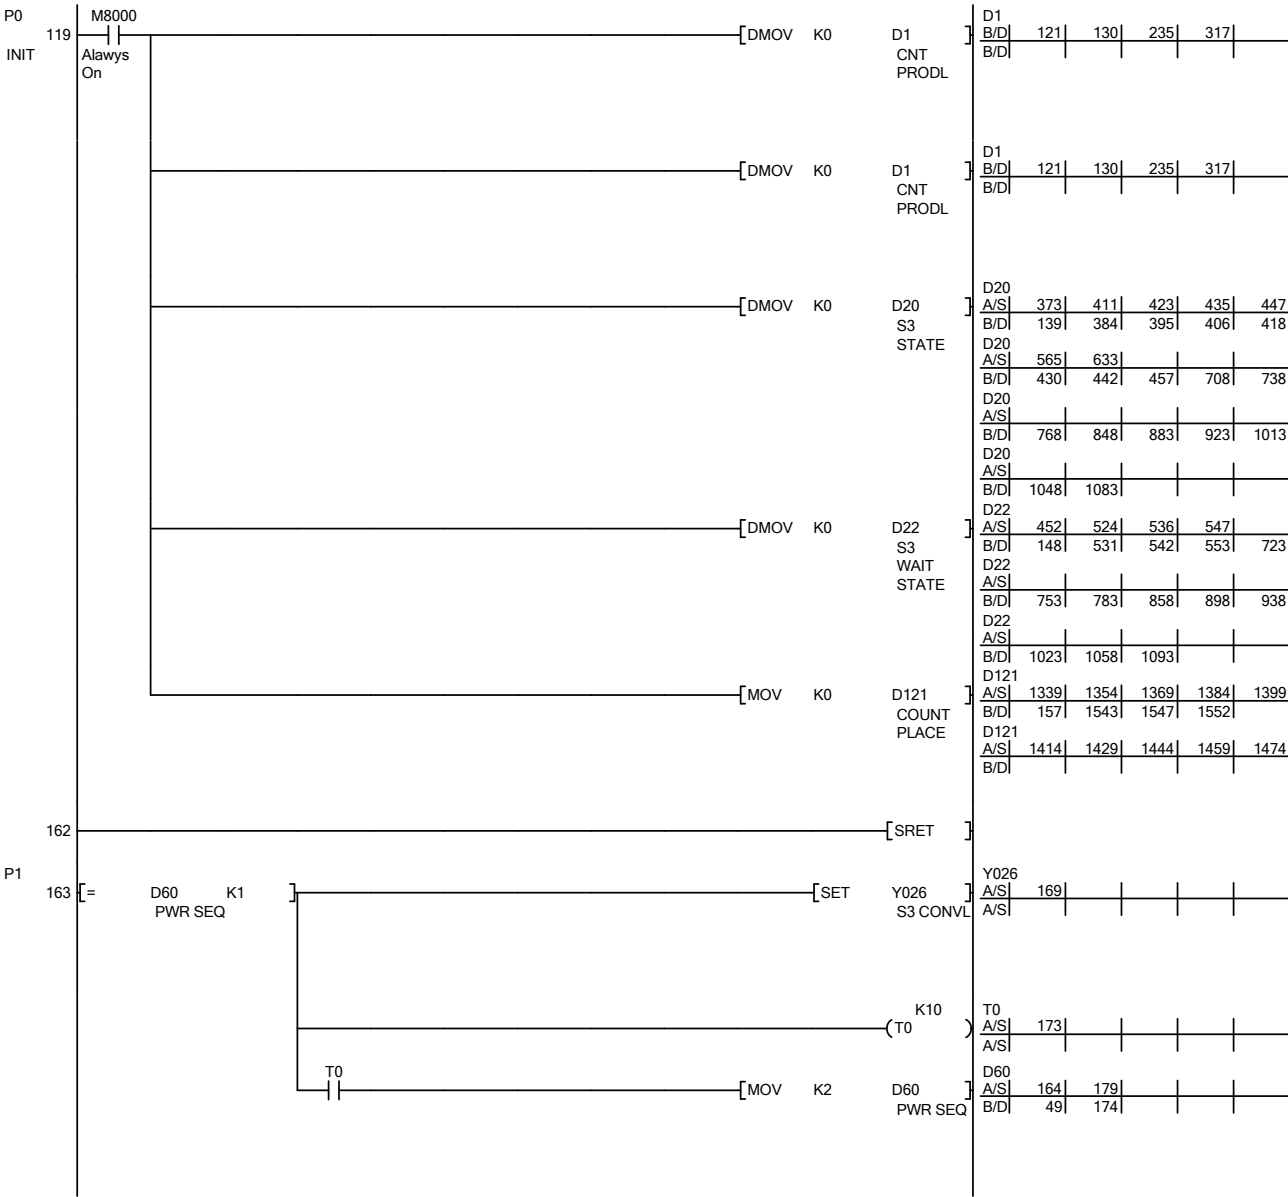 P0
M8000
119
INIT
Alawys
On
DMOV K0 D1
CNT
PRODL
D1
B/D 121 130 235 317
B/D
DMOV K0 D1
CNT
PRODL
D1
B/D 121 130 235 317
B/D
DMOV K0 D20
S3
STATE
D20
A/S 373 411 423 435 447
B/D 139 384 395 406 418
D20
A/S 565 633
B/D 430 442 457 708 738
D20
A/S
B/D 768 848 883 923 1013
D20
A/S
B/D 1048 1083
DMOV K0 D22
S3
WAIT
STATE
D22
A/S 452 524 536 547
B/D 148 531 542 553 723
D22
A/S
B/D 753 783 858 898 938
D22
A/S
B/D 1023 1058 1093
MOV K0 D121
COUNT
PLACE
D121
A/S 1339 1354 1369 1384 1399
B/D 157 1543 1547 1552
D121
A/S 1414 1429 1444 1459 1474
B/D
162 SRET
P1
163 = D60 K1
PWR SEQ
SET Y026
S3 CONVL
Y026
A/S 169
A/S
K10
T0
T0
A/S 173
A/S
T0
MOV K2 D60
PWR SEQ
D60
A/S 164 179
B/D 49 174